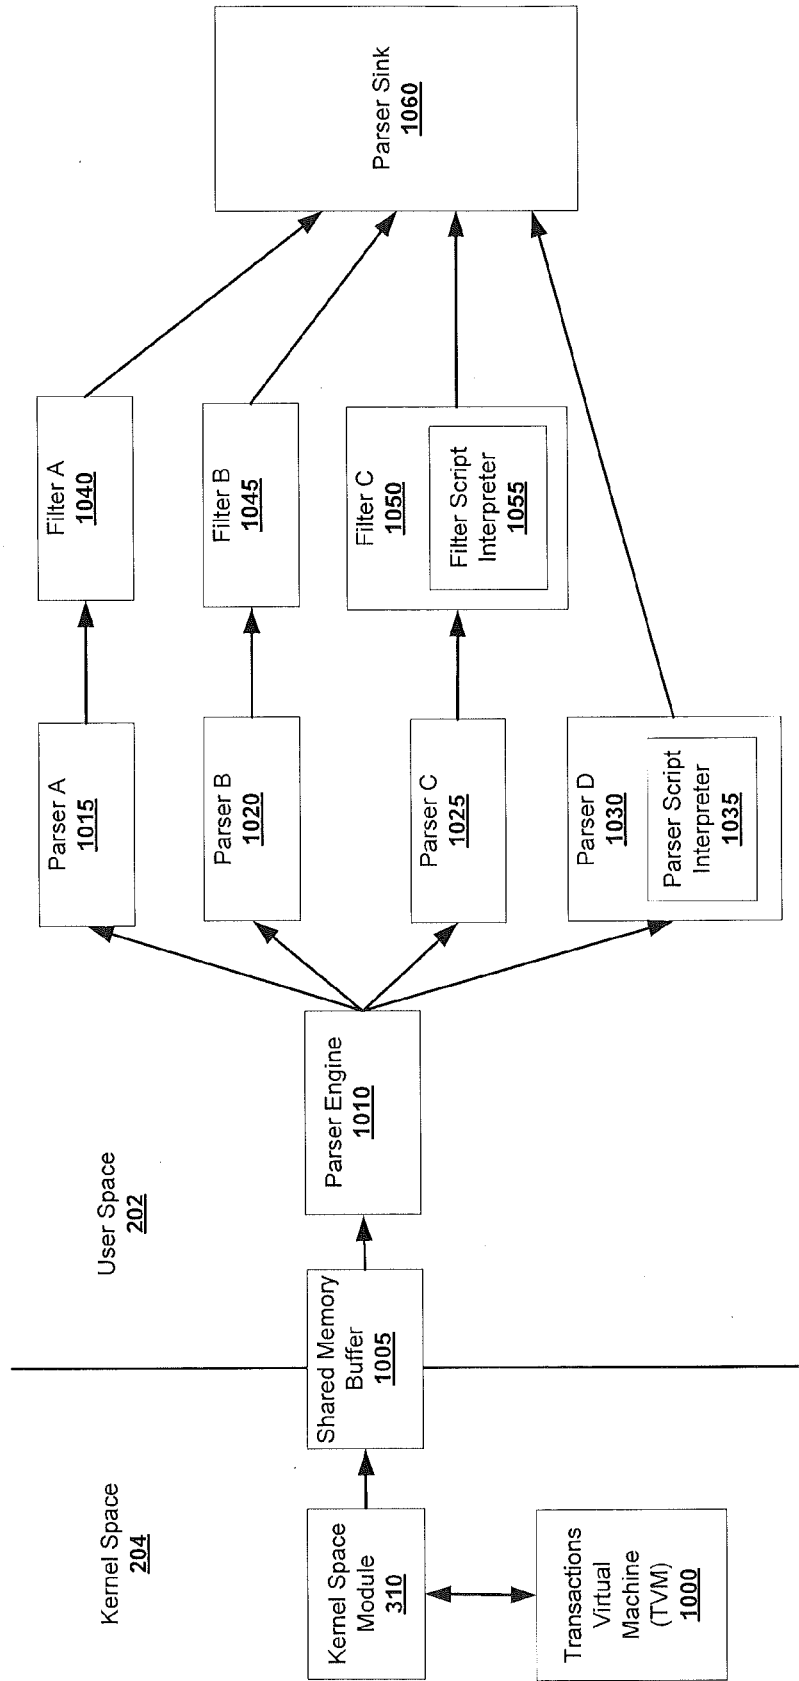 Kernel Space
204
User Space
202
Kernel Space
Module
310
Transactions
Virtual
Machine
(TVM)
1000
Shared Memory
Buffer
1005
Parser Engine
1010
Parser A
1015
Parser B
1020
Parser C
1025
Parser D
1030
Parser Script
Interpreter
1035
Filter A
1040
Filter B
1045
Filter C
1050
Filter Script
Interpreter
1055
Parser Sink
1060